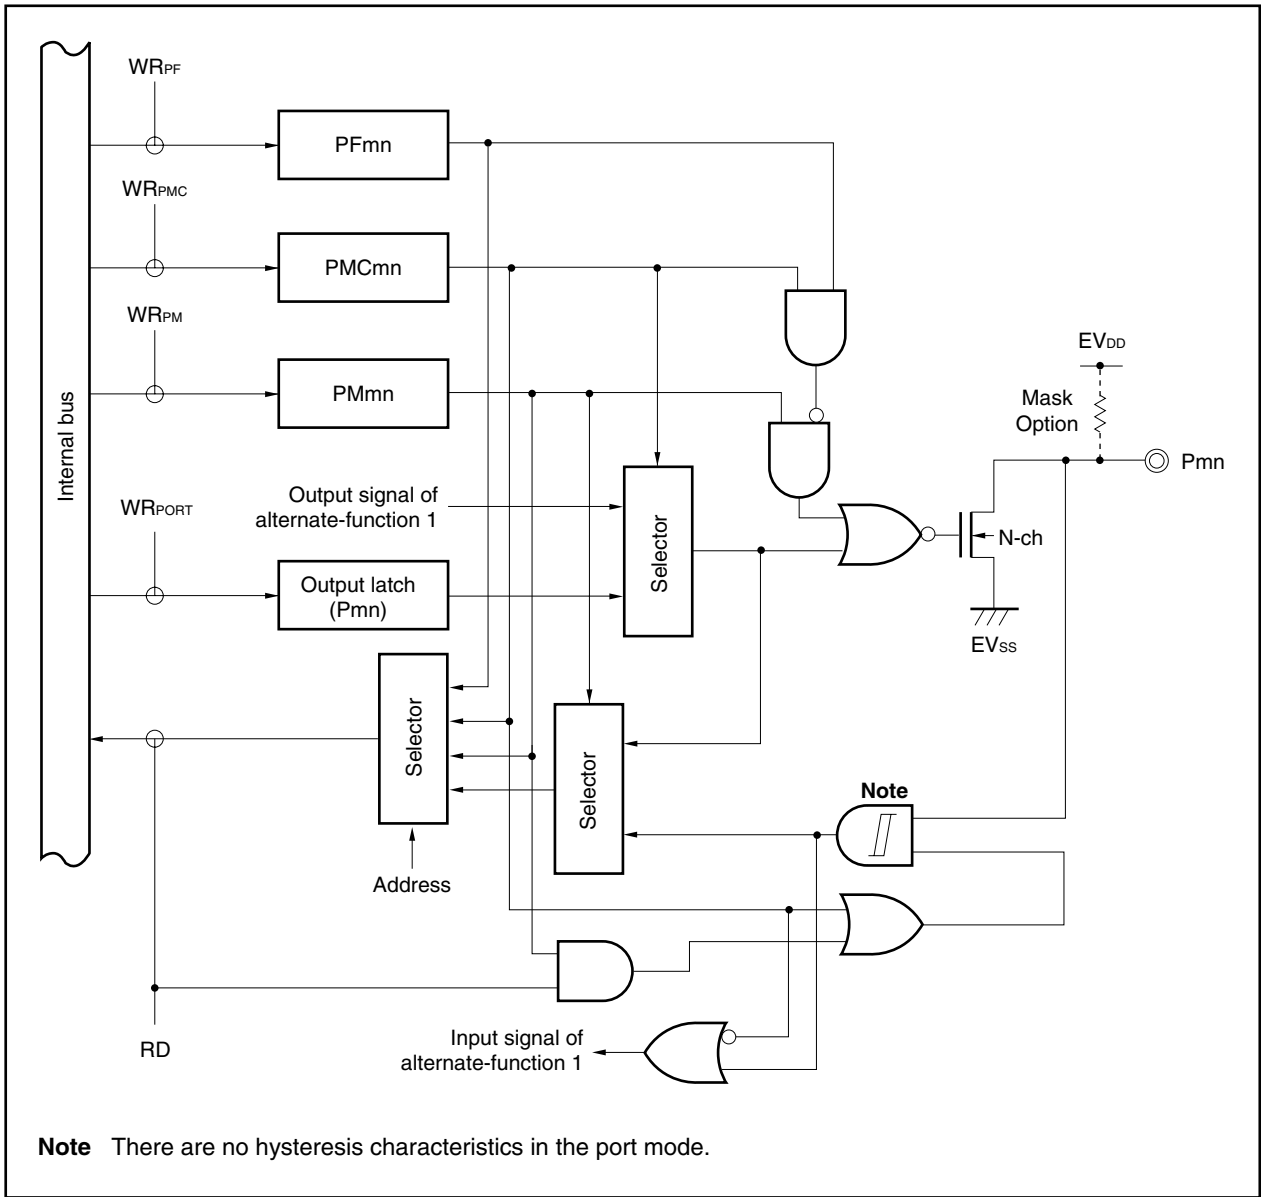 WRPF
PFmn
WRPMC
PMCmn
WRPM
PMmn
EVDD
Mask
Option
Pmn
Internal bus
WRPORT
Output signal of
alternate-function 1
Selector
N-ch
Output latch
(Pmn)
EVSS
Selector
Selector
Note
Address
RD
Input signal of
alternate-function 1
Note There are no hysteresis characteristics in the port mode.